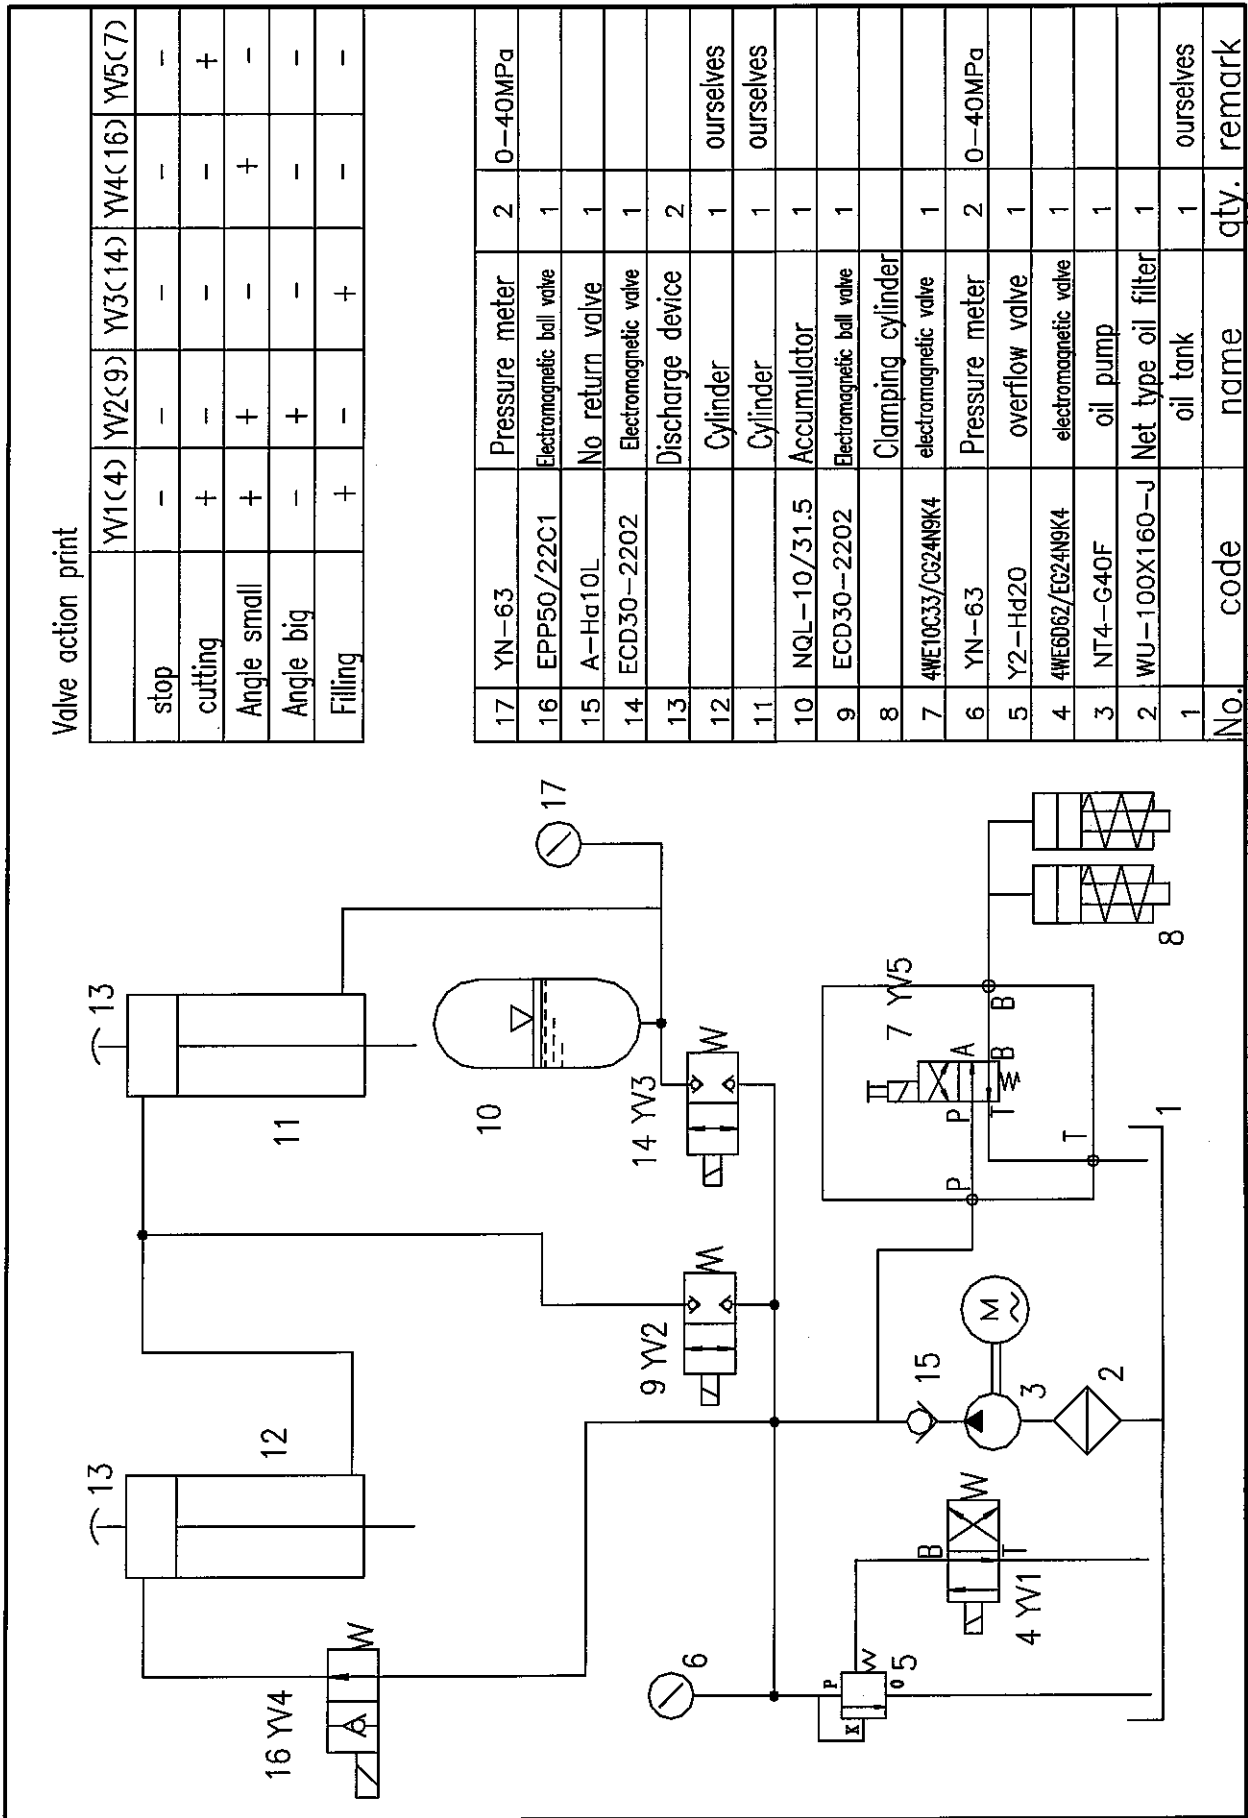 Valve action print
YV1(4) YV2(9) YV3(14) YV4(16) YV5(7)
stop − − − − −
cutting + − − − +
Angle small + + − + −
Angle big − + − − −
Filling + − + − −
17 YN-63 Pressure meter 2 0-40MPa
16 EPP50/22C1 Electromagnetic ball valve 1
15 A-Ha10L No return valve 1
14 ECD30-2202 Electromagnetic valve 1
13 Discharge device 2
12 Cylinder 1 ourselves
11 Cylinder 1 ourselves
10 NQL-10/31.5 Accumulator 1
9 ECD30-2202 Electromagnetic ball valve 1
8 Clamping cylinder
7 4WE10C33/CG24N9K4 electromagnetic valve 1
6 YN-63 Pressure meter 2 0-40MPa
5 Y2-Hd20 overflow valve 1
4 4WE6D62/EG24N9K4 electromagnetic valve 1
3 NT4-G40F oil pump 1
2 WU-100X160-J Net type oil filter 1
1 oil tank 1 ourselves
No. code name qty. remark
13
13
12
11
17
10
16 YV4
9 YV2
14 YV3
7 YV5
A
B
B
P
T
P
T
8
6
P
K
O
5
B
T
4 YV1
15
M
3
2
1